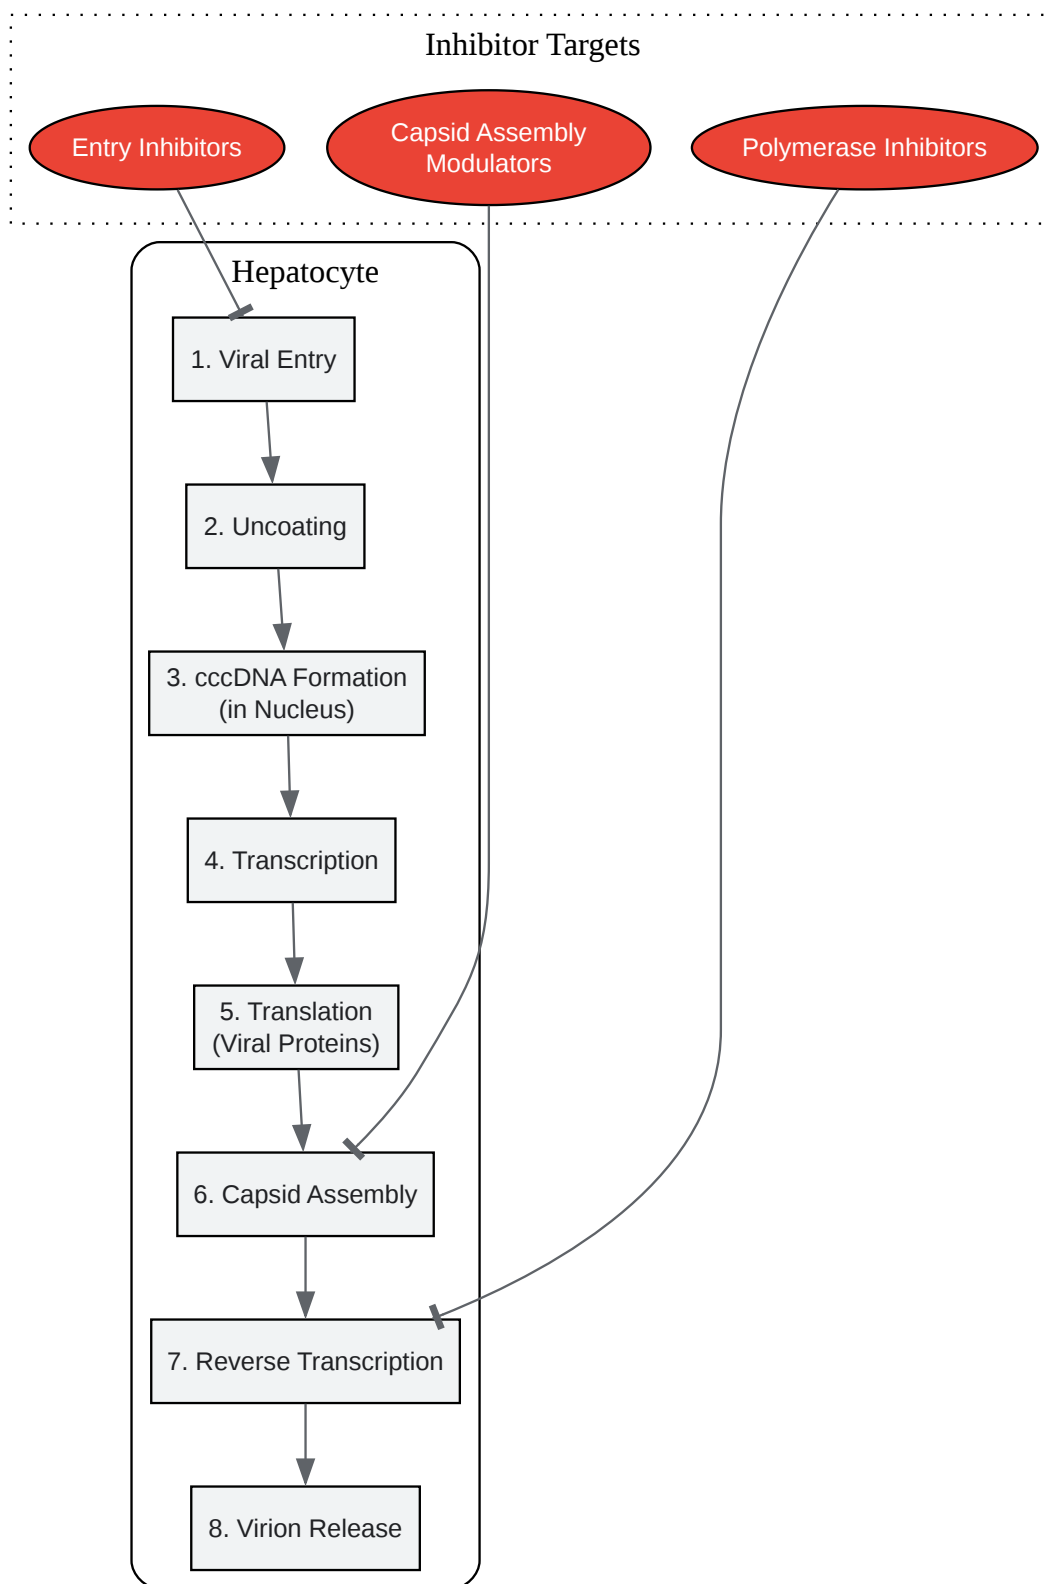 Inhibitor Targets
Entry Inhibitors
Capsid Assembly
Modulators
Polymerase Inhibitors
Hepatocyte
1. Viral Entry
2. Uncoating
3. cccDNA Formation
(in Nucleus)
4. Transcription
5. Translation
(Viral Proteins)
6. Capsid Assembly
7. Reverse Transcription
8. Virion Release